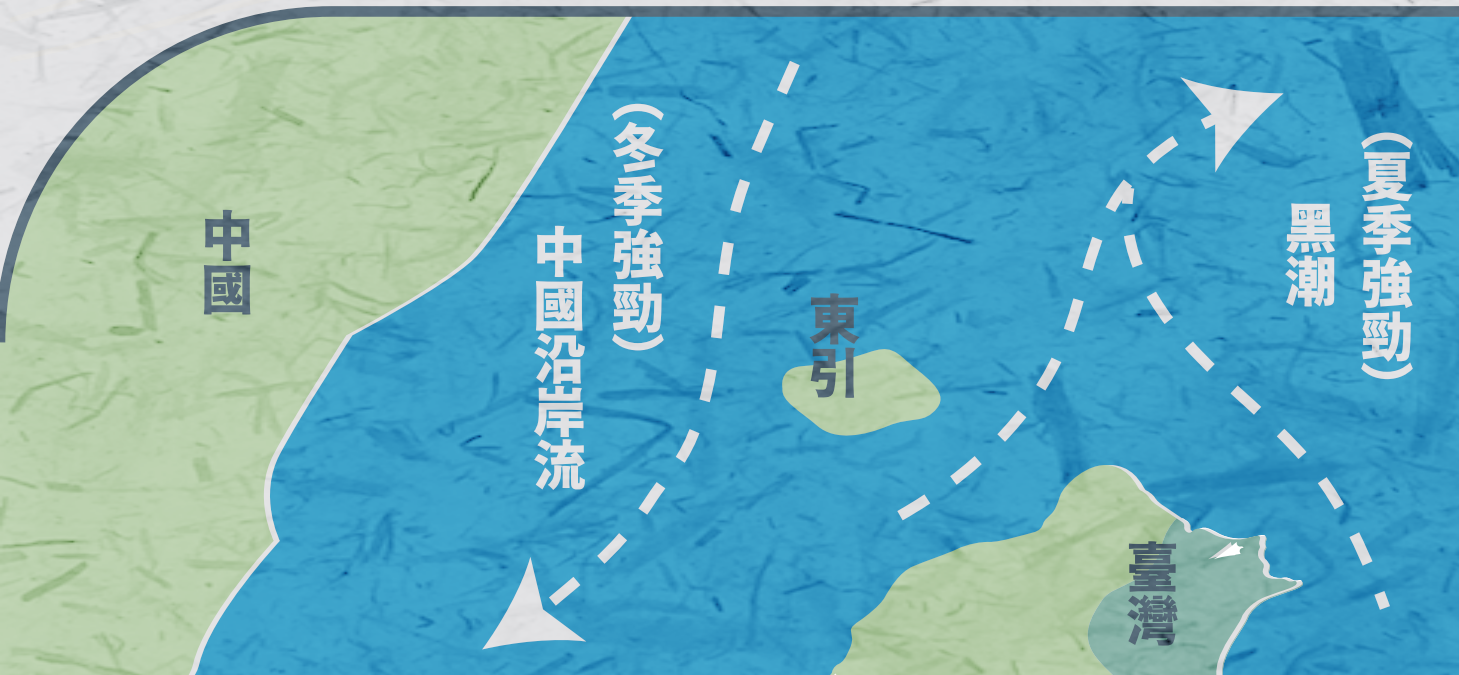 (夏季強勁)
黑潮
臺灣
東引
(冬季強勁)
中國沿岸流
中國